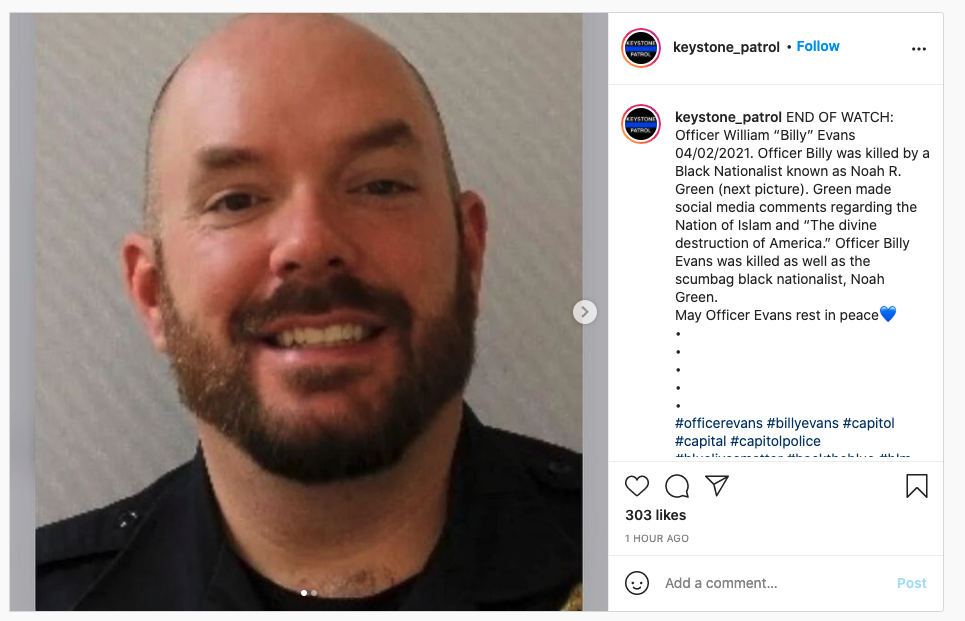 KEYSTONE
PATROL
keystone_patrol • Follow
...
KEYSTONE
PATROL
keystone_patrol END OF WATCH:
Officer William “Billy” Evans
04/02/2021. Officer Billy was killed by a
Black Nationalist known as Noah R.
Green (next picture). Green made
social media comments regarding the
Nation of Islam and “The divine
destruction of America.” Officer Billy
Evans was killed as well as the
scumbag black nationalist, Noah
Green.
May Officer Evans rest in peace💙
•
•
•
•
•
#officerevans #billyevans #capitol
#capital #capitolpolice
#bluelivesmatter #backtheblue #blm
303 likes
1 HOUR AGO
Add a comment...
Post